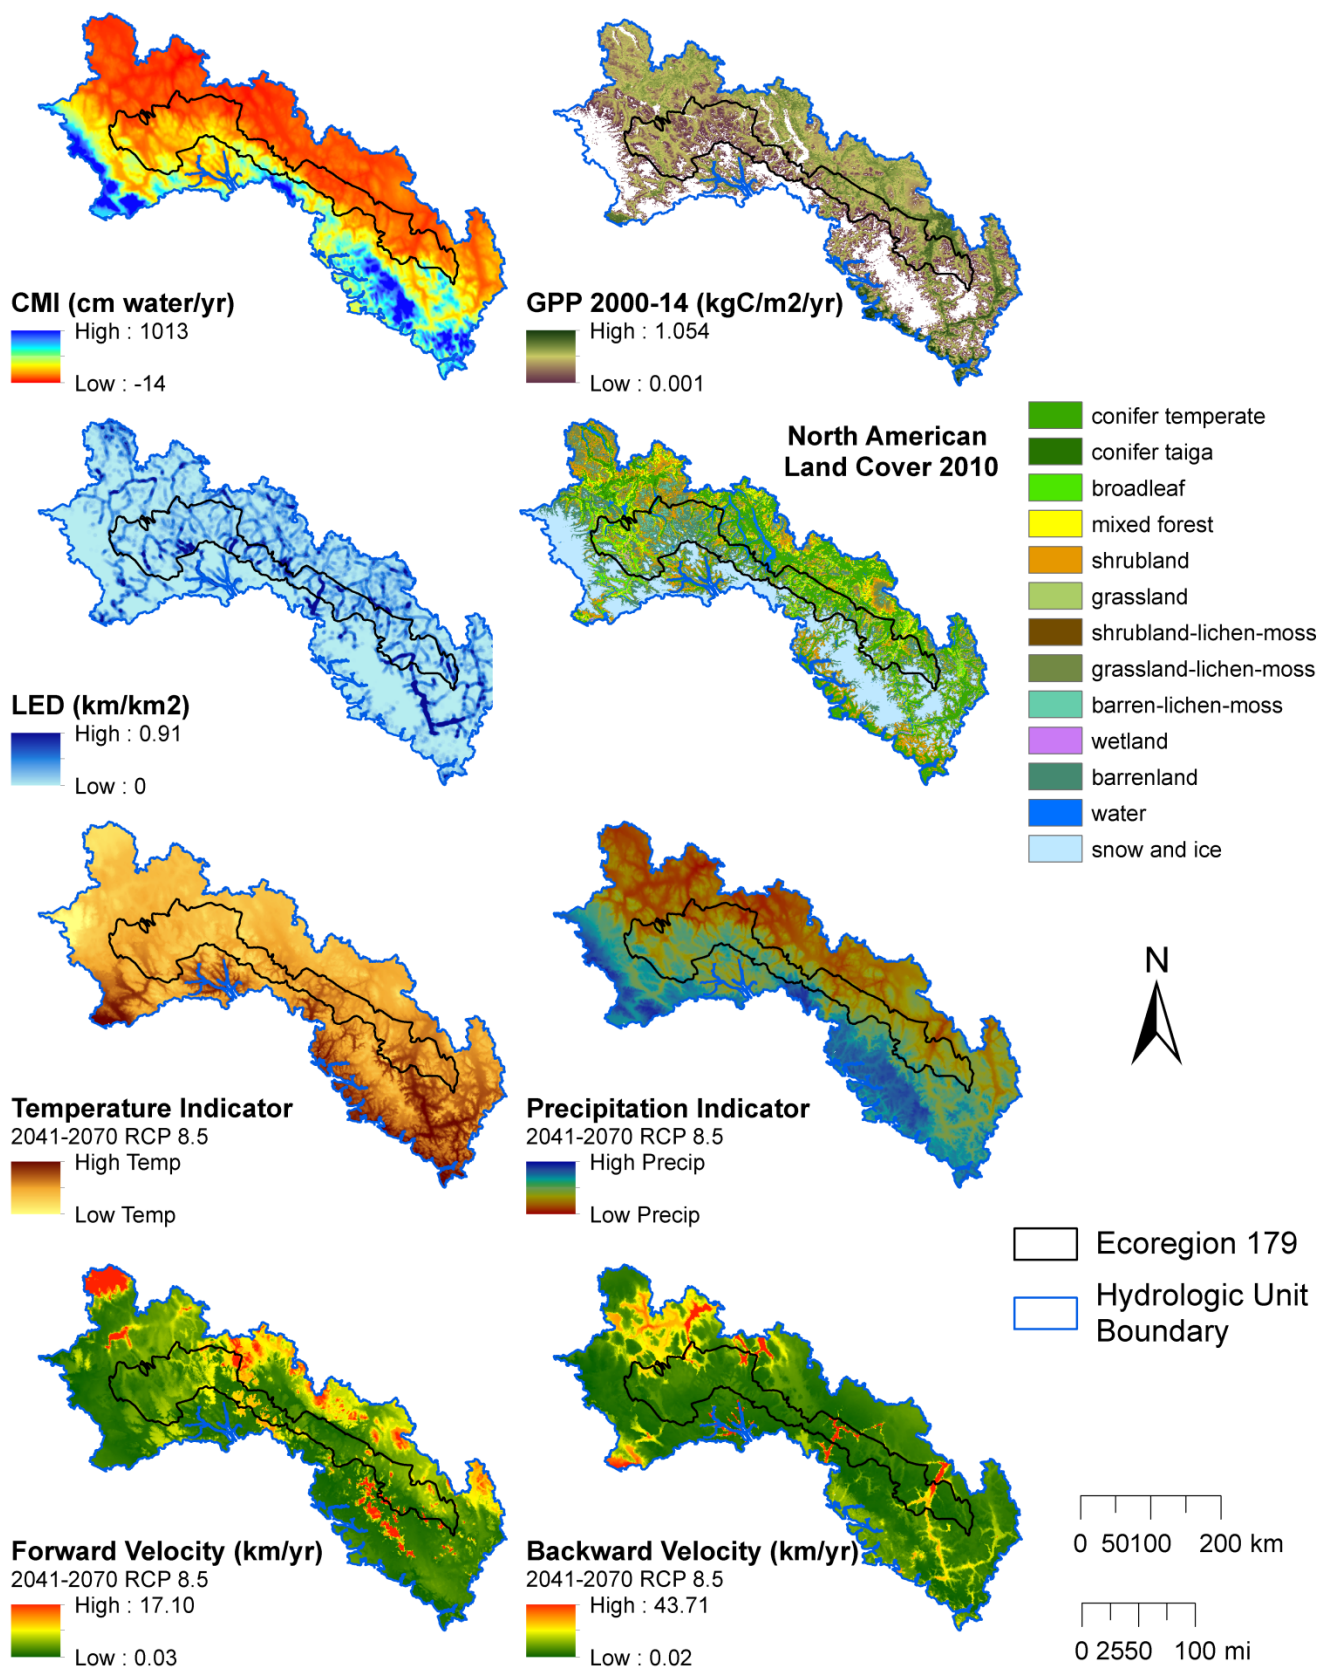 CMI (cm water/yr)
High : 1013
Low : -14
GPP 2000-14 (kgC/m2/yr)
High : 1.054
Low : 0.001
LED (km/km2)
High : 0.91
Low : 0
North American
Land Cover 2010
conifer temperate
conifer taiga
broadleaf
mixed forest
shrubland
grassland
shrubland-lichen-moss
grassland-lichen-moss
barren-lichen-moss
wetland
barrenland
water
snow and ice
Temperature Indicator
2041-2070 RCP 8.5
High Temp
Low Temp
Precipitation Indicator
2041-2070 RCP 8.5
High Precip
Low Precip
N
Ecoregion 179
Hydrologic Unit
Boundary
Forward Velocity (km/yr)
2041-2070 RCP 8.5
High : 17.10
Low : 0.03
Backward Velocity (km/yr)
2041-2070 RCP 8.5
High : 43.71
Low : 0.02
0 50100 200 km
0 2550 100 mi